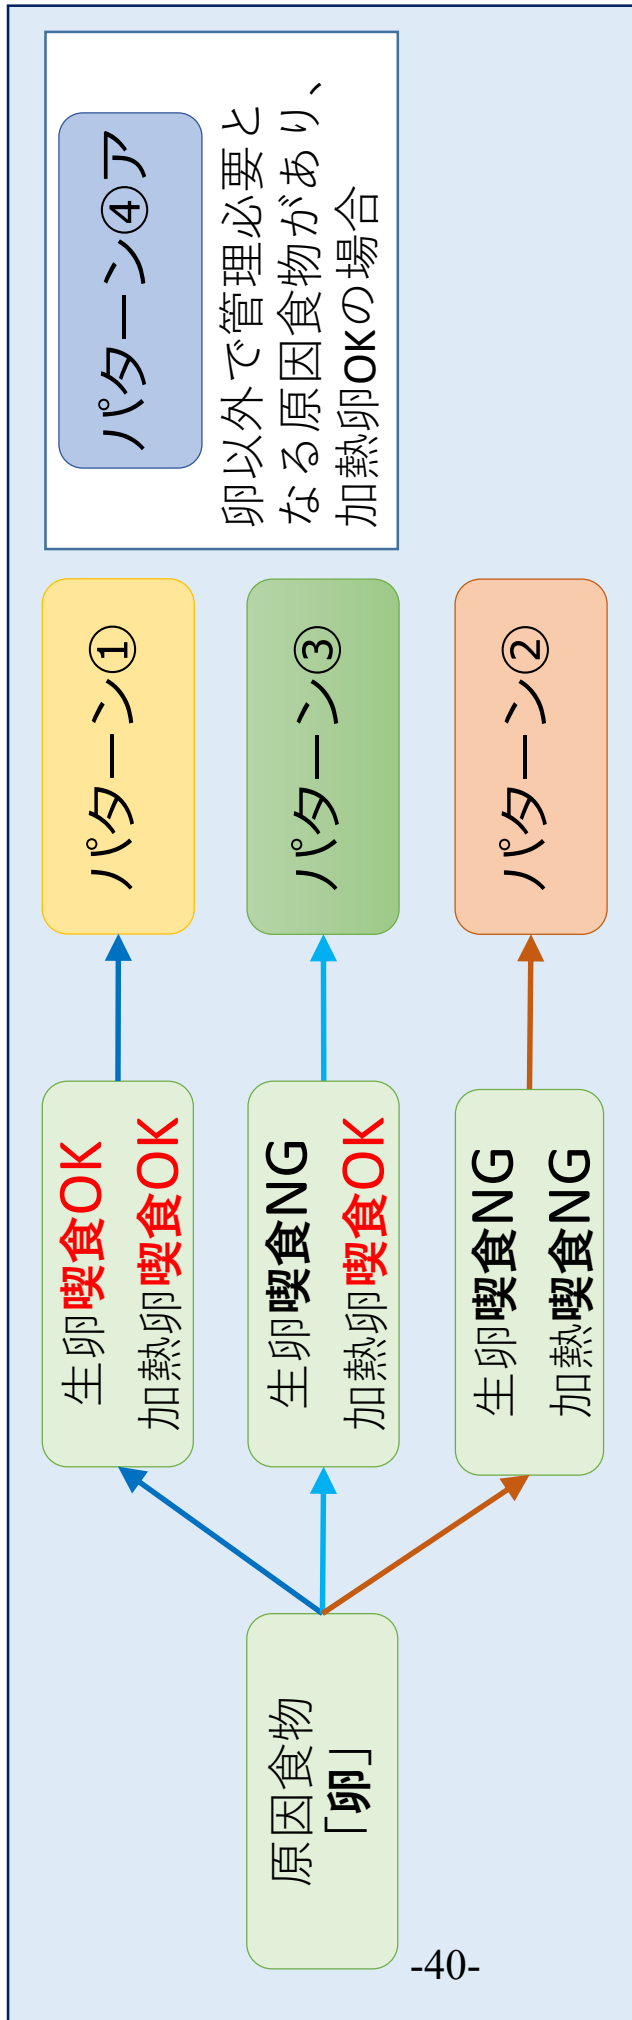 原因食物
「卵」
生卵喫食OK
加熱卵喫食OK
パターン①
生卵喫食NG
加熱卵喫食OK
パターン③
生卵喫食NG
加熱喫食NG
パターン②
パターン④ア
卵以外で管理必要と
なる原因食物があり、
加熱卵OKの場合
-40-